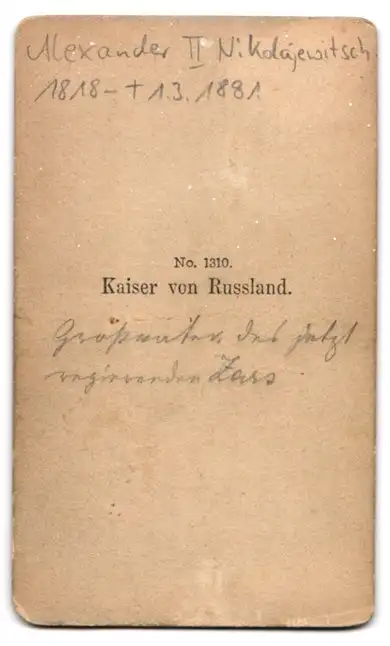 Alexander II Nikolajewitsch.
1818 – † 1.3.1881
No. 1310.
Kaiser von Russland.
Großvater des jetzt
regierenden Zars